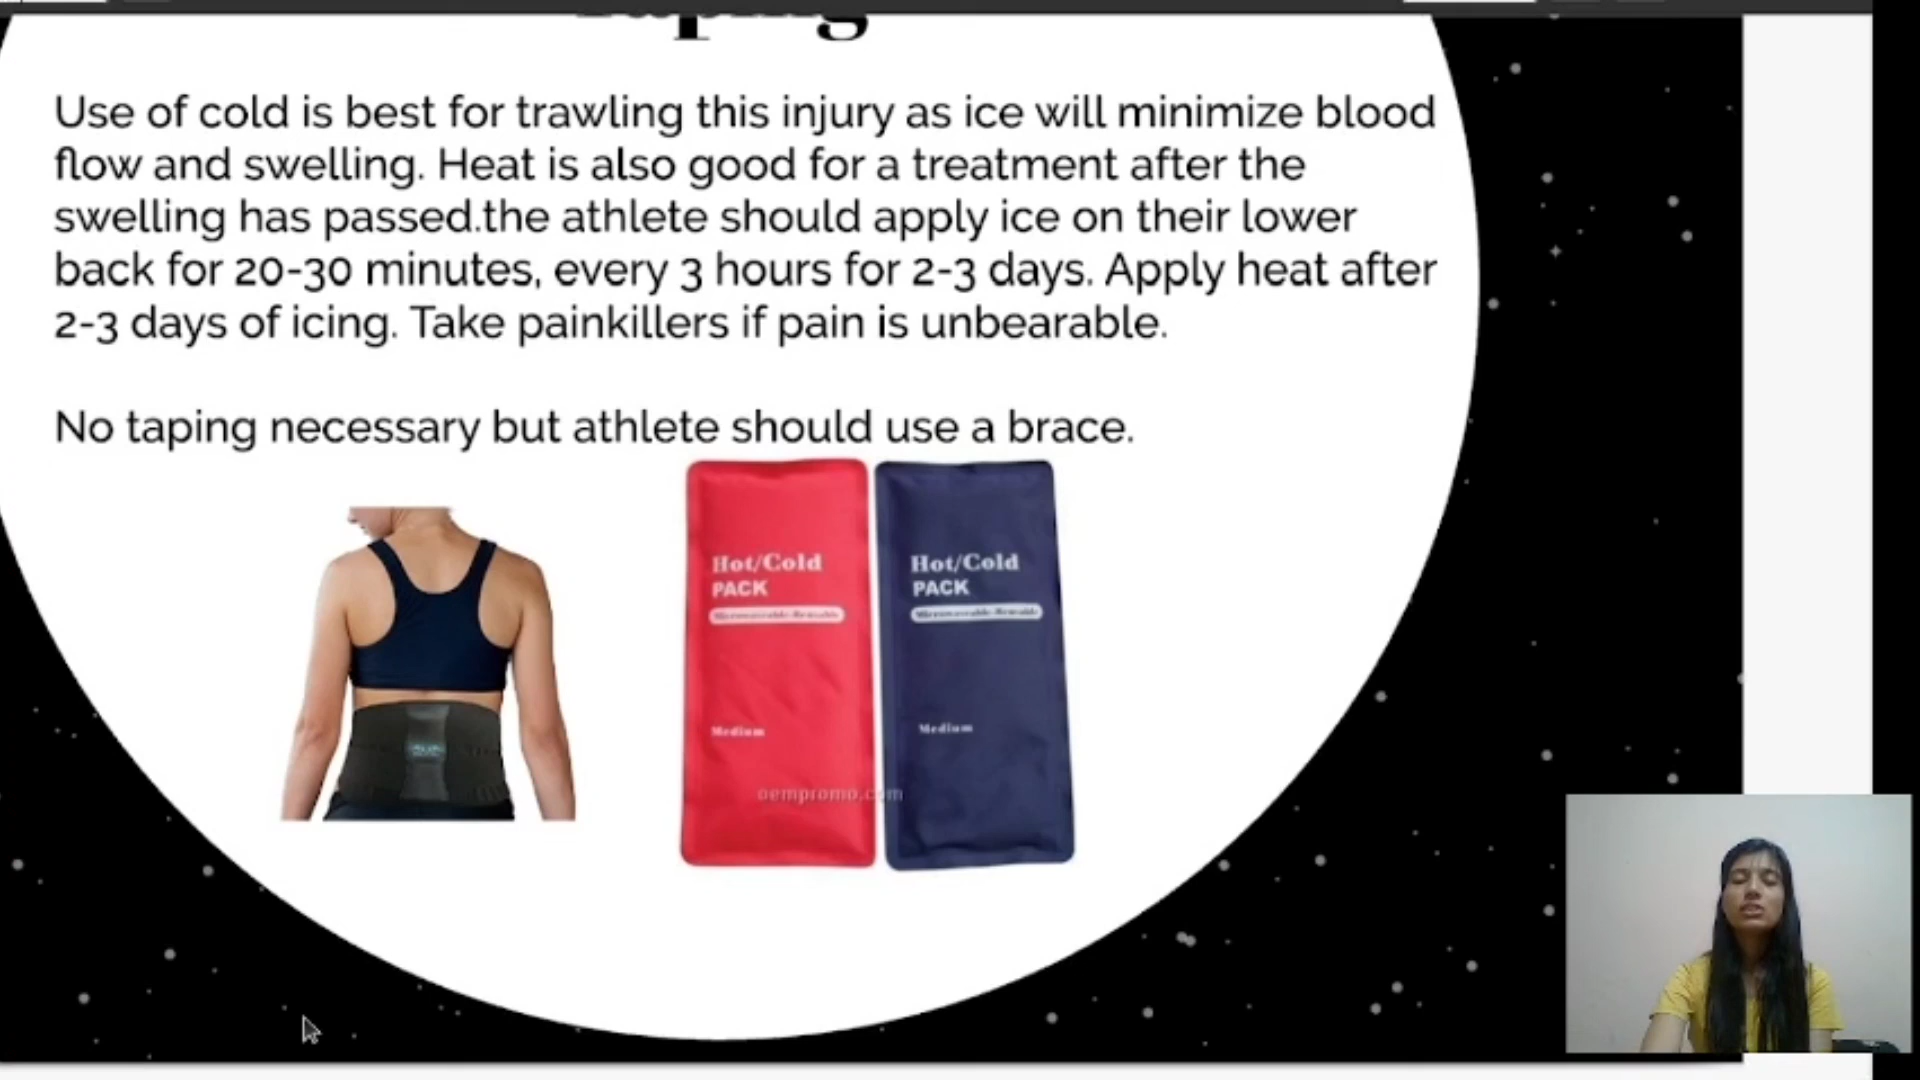 Use of cold is best for trawling this injury as ice will minimize blood
flow and swelling. Heat is also good for a treatment after the
swelling has passed.the athlete should apply ice on their lower
back for 20-30 minutes, every 3 hours for 2-3 days. Apply heat after
2-3 days of icing. Take painkillers if pain is unbearable.
No taping necessary but athlete should use a brace.
Hot/Cold
PACK
Medium
Hot/Cold
PACK
Medium
oempromo.com